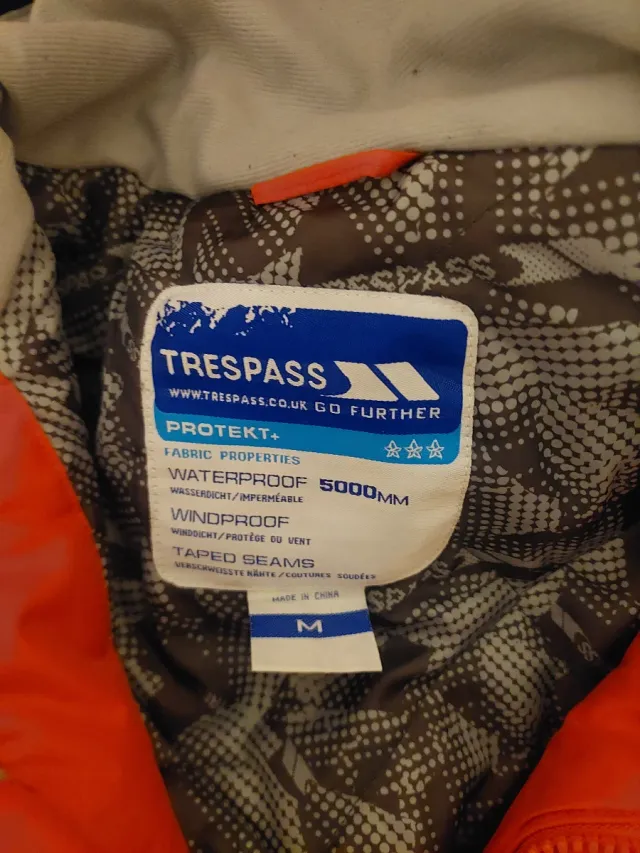 TRESPASS
WWW.TRESPASS.CO.UK GO FURTHER
PROTEKT+
FABRIC PROPERTIES
WATERPROOF 5000MM
WASSERDICHT/IMPERMÉABLE
WINDPROOF
WINDDICHT/PROTÈGE DU VENT
TAPED SEAMS
VERSCHWEISSTE NÄHTE/COUTURES SOUDÉES
MADE IN CHINA
M